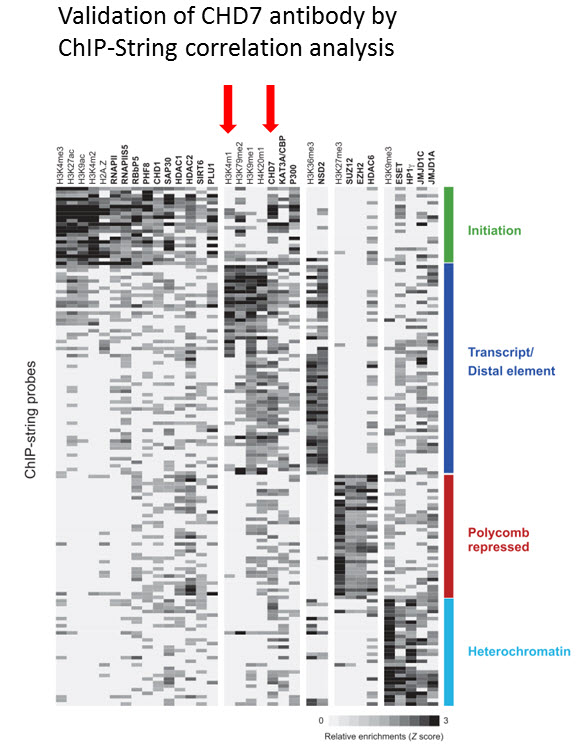 Validation of CHD7 antibody by
ChIP-String correlation analysis
H3K4me3
H3K27ac
H3K9ac
H3K4m2
H2A.Z
RNAPII
RNAPIIS5
RBbP5
PHF8
CHD1
SAP30
HDAC1
HDAC2
SIRT6
PLU1
H3K4m1
H3K79me2
H3K9me1
H4K20m1
CHD7
KAT3A/CBP
P300
H3K36me3
NSD2
H3K27me3
SUZ12
EZH2
HDAC6
H3K9me3
ESET
HP1γ
JMJD1C
JMJD1A
ChIP-string probes
Initiation
Transcript/
Distal element
Polycomb
repressed
Heterochromatin
0 3
Relative enrichments (Z score)